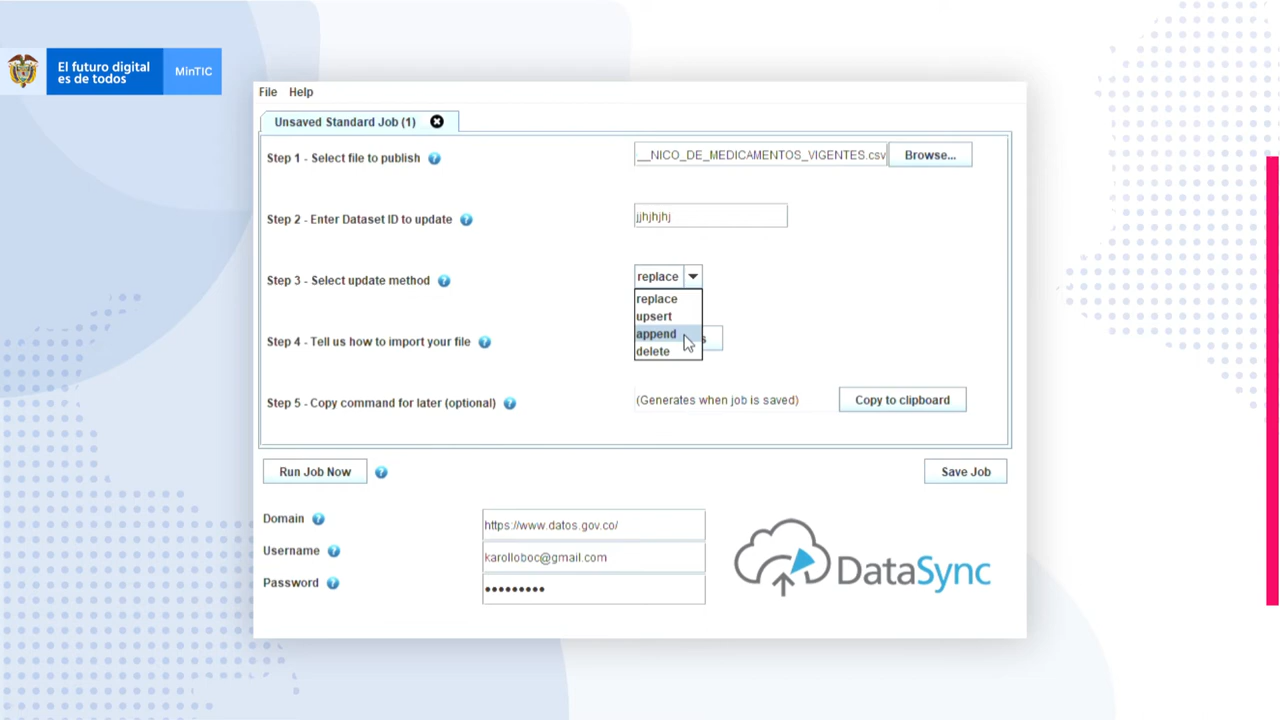 El futuro digital
es de todos
MinTIC
File Help
Unsaved Standard Job (1)
Step 1 - Select file to publish
__NICO_DE_MEDICAMENTOS_VIGENTES.csv
Browse...
Step 2 - Enter Dataset ID to update
jjhjhjhj
Step 3 - Select update method
replace
replace
upsert
append
delete
Step 4 - Tell us how to import your file
s
Step 5 - Copy command for later (optional)
(Generates when job is saved)
Copy to clipboard
Run Job Now
Save Job
Domain
https://www.datos.gov.co/
Username
karolloboc@gmail.com
Password
•••••••••
DataSync